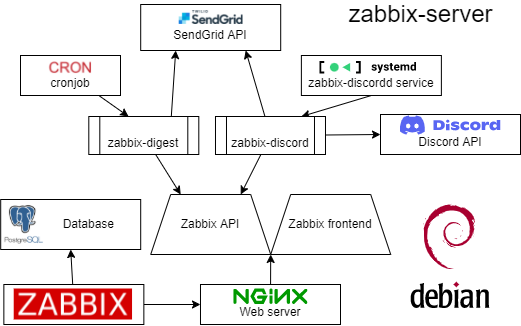 zabbix-server
TWILIO
SendGrid
SendGrid API
CRON
cronjob
[ ● ◀ ] systemd
zabbix-discordd service
zabbix-digest
zabbix-discord
Discord
Discord API
Zabbix API
Zabbix frontend
PostgreSQL
Database
ZABBIX
NGINX
Web server
debian